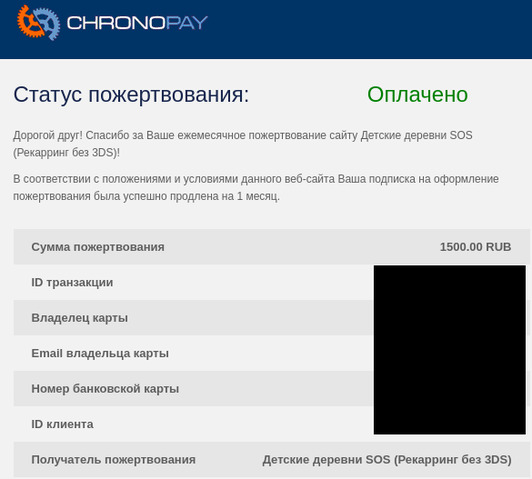 CHRONOPAY
Статус пожертвования: Оплачено
Дорогой друг! Спасибо за Ваше ежемесячное пожертвование сайту Детские деревни SOS
(Рекарринг без 3DS)!
В соответствии с положениями и условиями данного веб-сайта Ваша подписка на оформление
пожертвования была успешно продлена на 1 месяц.
Сумма пожертвования 1500.00 RUB
ID транзакции
Владелец карты
Email владельца карты
Номер банковской карты
ID клиента
Получатель пожертвования Детские деревни SOS (Рекарринг без 3DS)